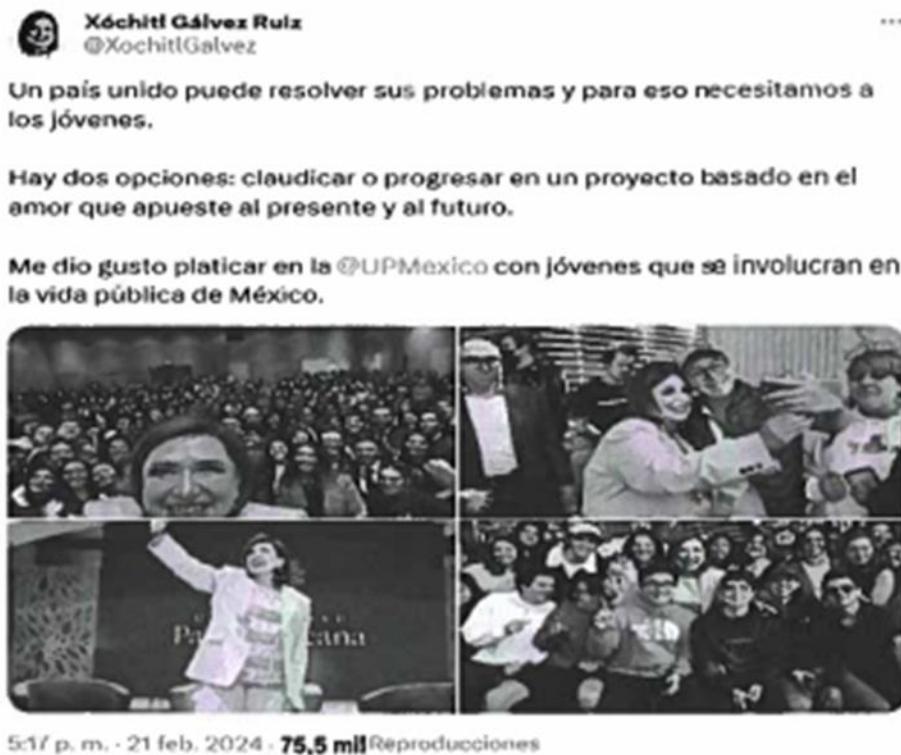 Xóchitl Gálvez Ruiz
@XochitlGalvez
Un país unido puede resolver sus problemas y para eso necesitamos a
los jóvenes.
Hay dos opciones: claudicar o progresar en un proyecto basado en el
amor que apueste al presente y al futuro.
Me dio gusto platicar en la @UPMexico con jóvenes que se involucran en
la vida pública de México.
Pa cana
5:17 p. m. · 21 feb. 2024 · 75,5 mil Reproducciones